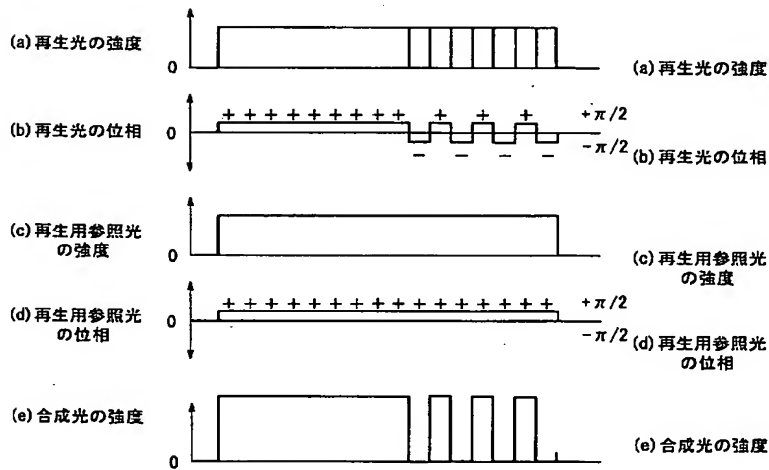 (a)再生光の強度
0
(a)再生光の強度
+ + + + + + + + + + + +
+π/2
(b)再生光の位相
0
−π/2
− − − −
(b)再生光の位相
(c)再生用参照光
の強度
0
(c)再生用参照光
の強度
+ + + + + + + + + + + + + + + +
+π/2
(d)再生用参照光
の位相
0
−π/2
(d)再生用参照光
の位相
(e)合成光の強度
0
(e)合成光の強度